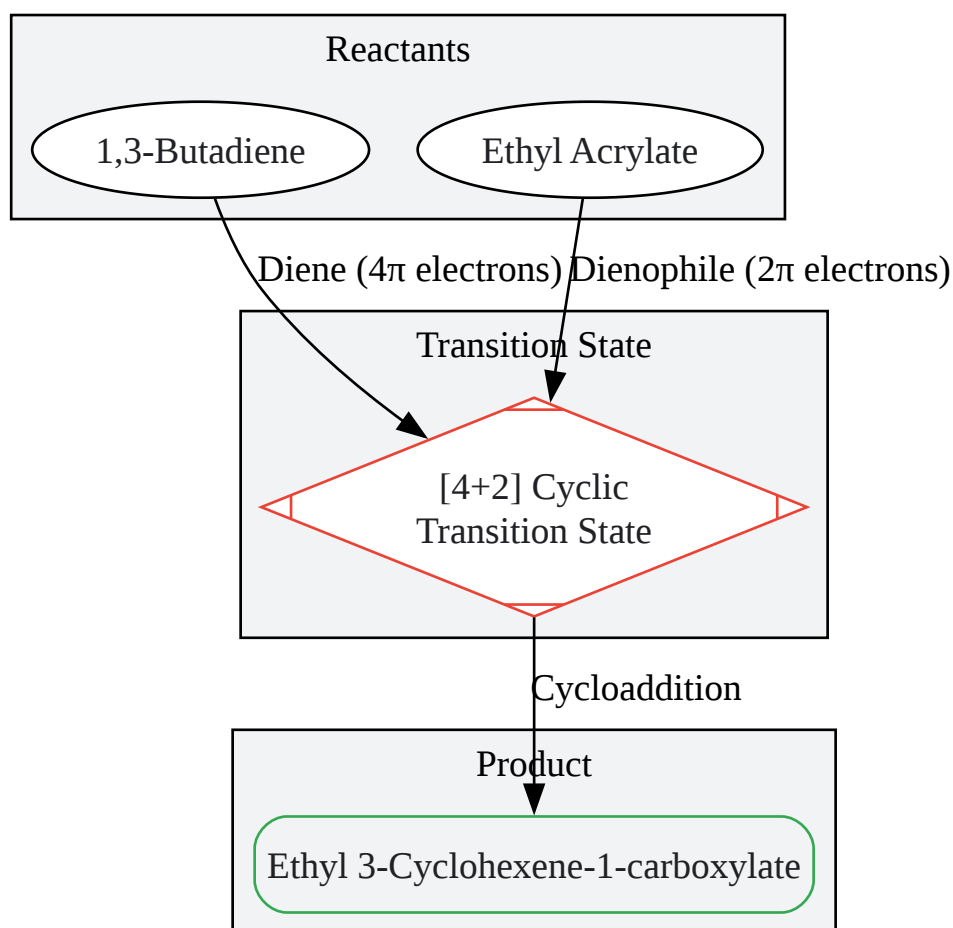 Reactants
1,3-Butadiene
Ethyl Acrylate
Diene (4π electrons)
Dienophile (2π electrons)
Transition State
[4+2] Cyclic
Transition State
Cycloaddition
Product
Ethyl 3-Cyclohexene-1-carboxylate